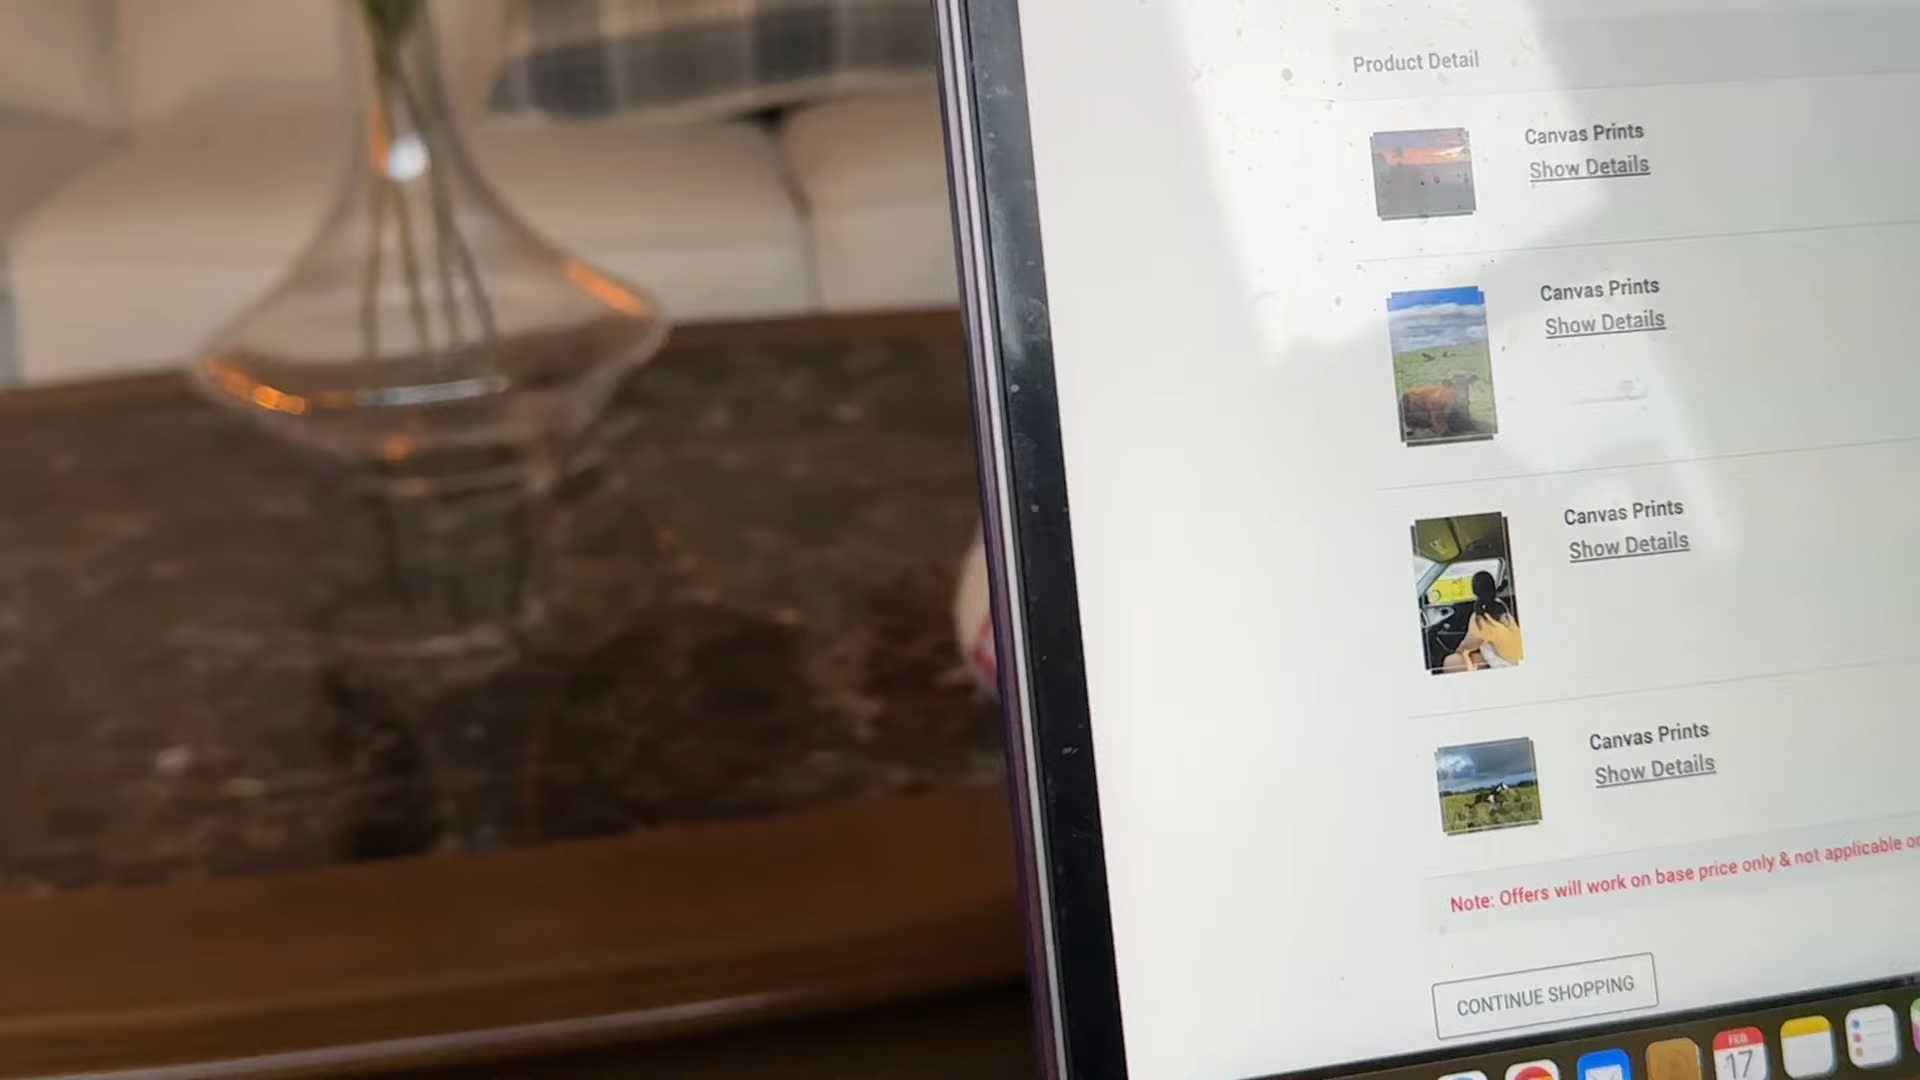 Product Detail
Canvas Prints
Show Details
Canvas Prints
Show Details
Canvas Prints
Show Details
Canvas Prints
Show Details
Note: Offers will work on base price only & not applicable
CONTINUE SHOPPING
FEB
17